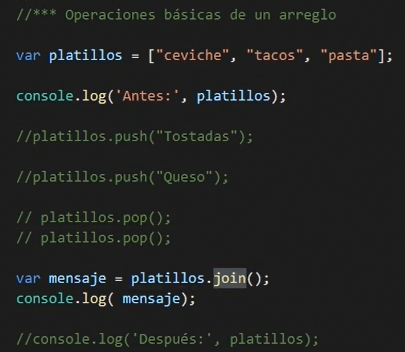 //*** Operaciones básicas de un arreglo
var platillos = ["ceviche", "tacos", "pasta"];
console.log('Antes:', platillos);
//platillos.push("Tostadas");
//platillos.push("Queso");
// platillos.pop();
// platillos.pop();
var mensaje = platillos.join();
console.log( mensaje);
//console.log('Después:', platillos);